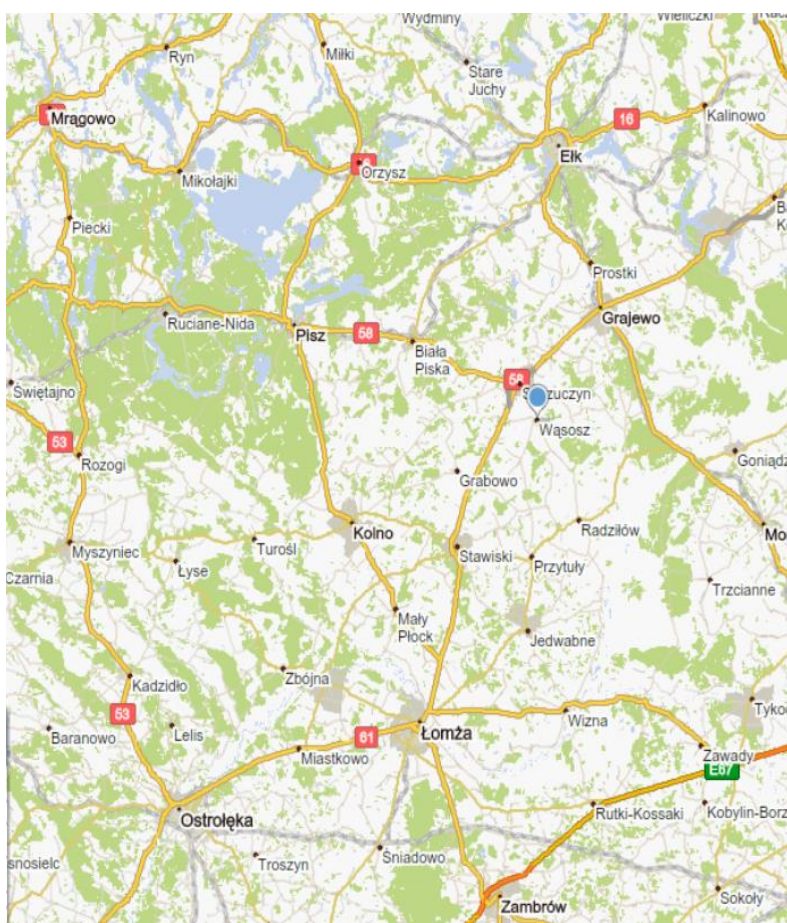 Wydminy
Wieliczki
Ryn
Miłki
Stare
Juchy
Mrągowo
Kalinowo
16
Ełk
Orzysz
Mikołajki
Piecki
Prostki
Grajewo
Ruciane-Nida
Pisz
58
Biała
Piska
58
Świętajno
Wąsosz
53
Rozogi
Goniądz
Grabowo
Kolno
Radziłów
Mo
Myszyniec
Turośl
Stawiski
Łyse
Przytuły
Czarnia
Trzcianne
Mały
Płock
Jedwabne
Zbójna
Kadzidło
53
Tykoc
Wizna
Baranowo
Lelis
61
Łomża
Miastkowo
Zawady
E67
Ostrołęka
Rutki-Kossaki
Kobylin-Borz
snosielc
Troszyn
Śniadowo
Sokoły
Zambrów